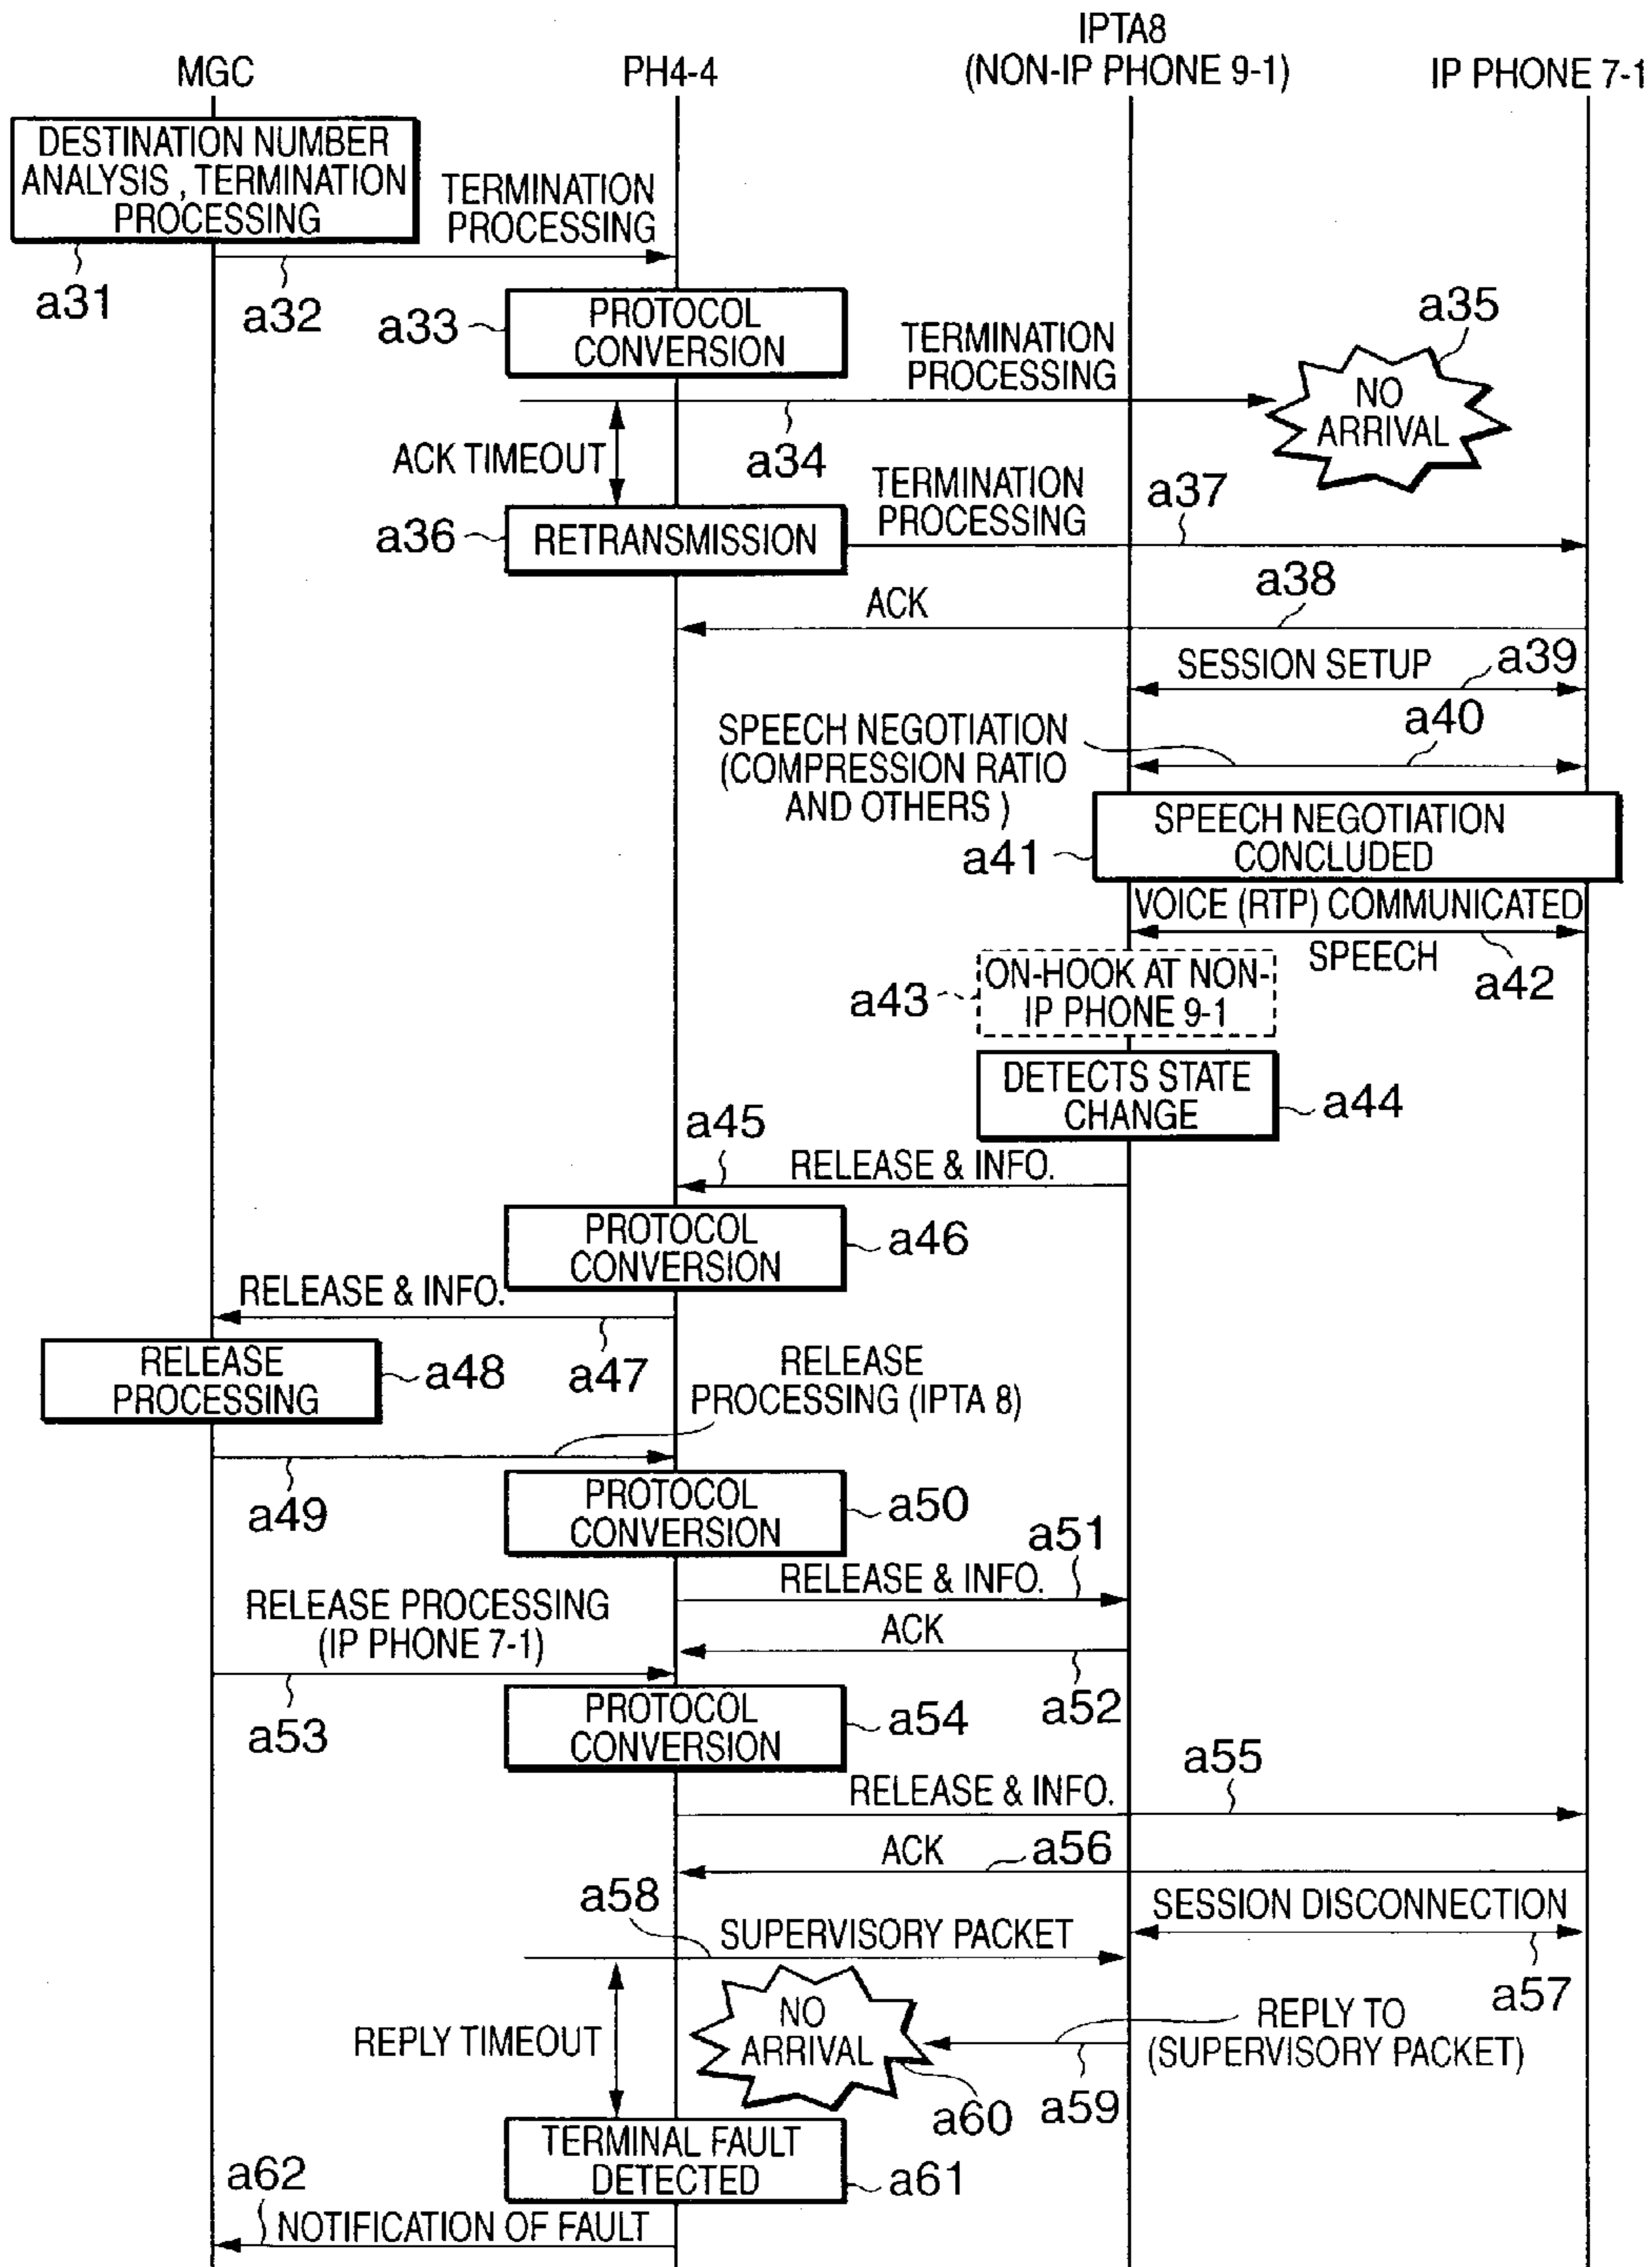 MGC
PH4-4
IPTA8
(NON-IP PHONE 9-1)
IP PHONE 7-1
DESTINATION NUMBER
ANALYSIS , TERMINATION
PROCESSING
a31
TERMINATION
PROCESSING
a32
a33
PROTOCOL
CONVERSION
TERMINATION
PROCESSING
a34
a35
NO
ARRIVAL
ACK TIMEOUT
a36
RETRANSMISSION
TERMINATION
PROCESSING
a37
ACK
a38
SESSION SETUP
a39
SPEECH NEGOTIATION
(COMPRESSION RATIO
AND OTHERS )
a40
a41
SPEECH NEGOTIATION
CONCLUDED
VOICE (RTP) COMMUNICATED
SPEECH
a42
a43
ON-HOOK AT NON-
IP PHONE 9-1
DETECTS STATE
CHANGE
a44
a45
RELEASE & INFO.
PROTOCOL
CONVERSION
a46
RELEASE & INFO.
a47
RELEASE
PROCESSING
a48
RELEASE
PROCESSING (IPTA 8)
a49
PROTOCOL
CONVERSION
a50
a51
RELEASE & INFO.
RELEASE PROCESSING
(IP PHONE 7-1)
ACK
a52
a53
PROTOCOL
CONVERSION
a54
a55
RELEASE & INFO.
ACK
a56
a58
SUPERVISORY PACKET
SESSION DISCONNECTION
a57
REPLY TIMEOUT
NO
ARRIVAL
REPLY TO
(SUPERVISORY PACKET)
a60
a59
TERMINAL FAULT
DETECTED
a61
a62
NOTIFICATION OF FAULT